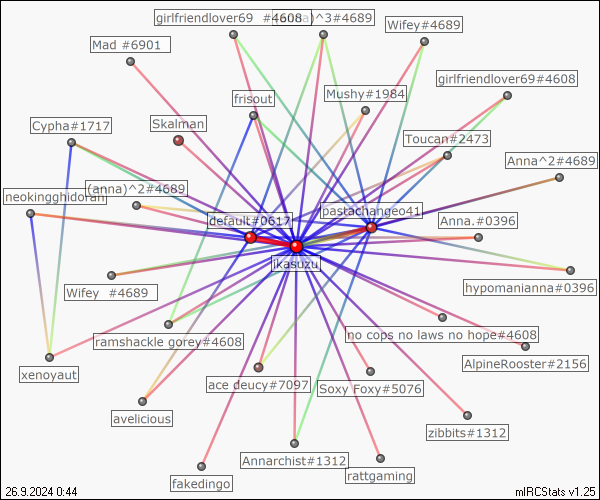 girlfriendlover69 #4608
)^3#4689
Wifey#4689
Mad #6901
girlfriendlover69#4608
frisout
Mushy#1984
Cypha#1717
Skalman
Toucan#2473
Anna^2#4689
neokingghidorah
(anna)^2#4689
default#0617
pastachangeo41
Anna.#0396
ikasuzu
Wifey #4689
hypomanianna#0396
ramshackle gorey#4608
no cops no laws no hope#4608
xenoyaut
AlpineRooster#2156
ace deucy#7097
Soxy Foxy#5076
avelicious
zibbits#1312
Annarchist#1312
fakedingo
rattgaming
26.9.2024 0:44
mIRCStats v1.25